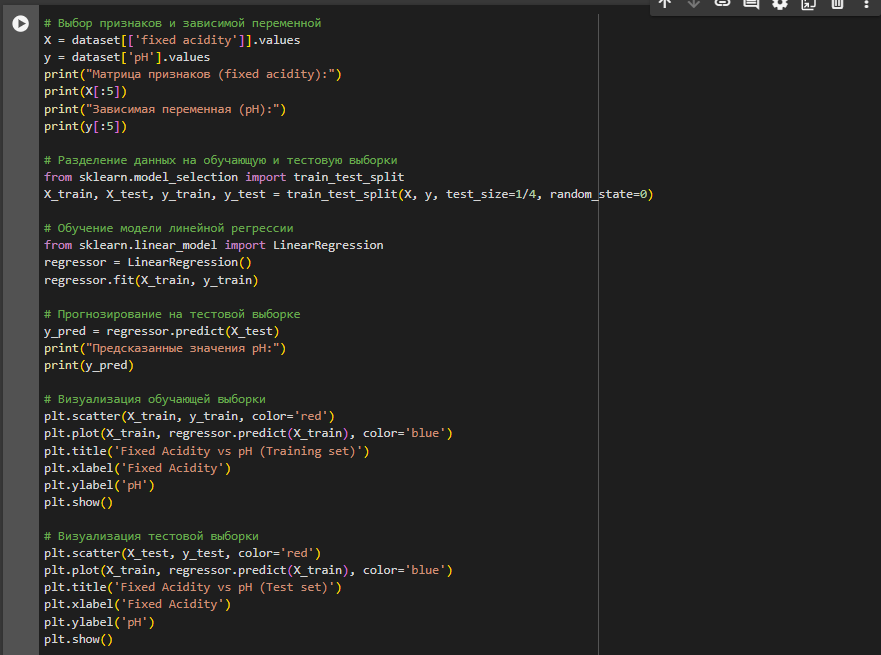 # Выбор признаков и зависимой переменной
X = dataset[['fixed acidity']].values
y = dataset['pH'].values
print("Матрица признаков (fixed acidity):")
print(X[:5])
print("Зависимая переменная (pH):")
print(y[:5])
# Разделение данных на обучающую и тестовую выборки
from sklearn.model_selection import train_test_split
X_train, X_test, y_train, y_test = train_test_split(X, y, test_size=1/4, random_state=0)
# Обучение модели линейной регрессии
from sklearn.linear_model import LinearRegression
regressor = LinearRegression()
regressor.fit(X_train, y_train)
# Прогнозирование на тестовой выборке
y_pred = regressor.predict(X_test)
print("Предсказанные значения pH:")
print(y_pred)
# Визуализация обучающей выборки
plt.scatter(X_train, y_train, color='red')
plt.plot(X_train, regressor.predict(X_train), color='blue')
plt.title('Fixed Acidity vs pH (Training set)')
plt.xlabel('Fixed Acidity')
plt.ylabel('pH')
plt.show()
# Визуализация тестовой выборки
plt.scatter(X_test, y_test, color='red')
plt.plot(X_train, regressor.predict(X_train), color='blue')
plt.title('Fixed Acidity vs pH (Test set)')
plt.xlabel('Fixed Acidity')
plt.ylabel('pH')
plt.show()